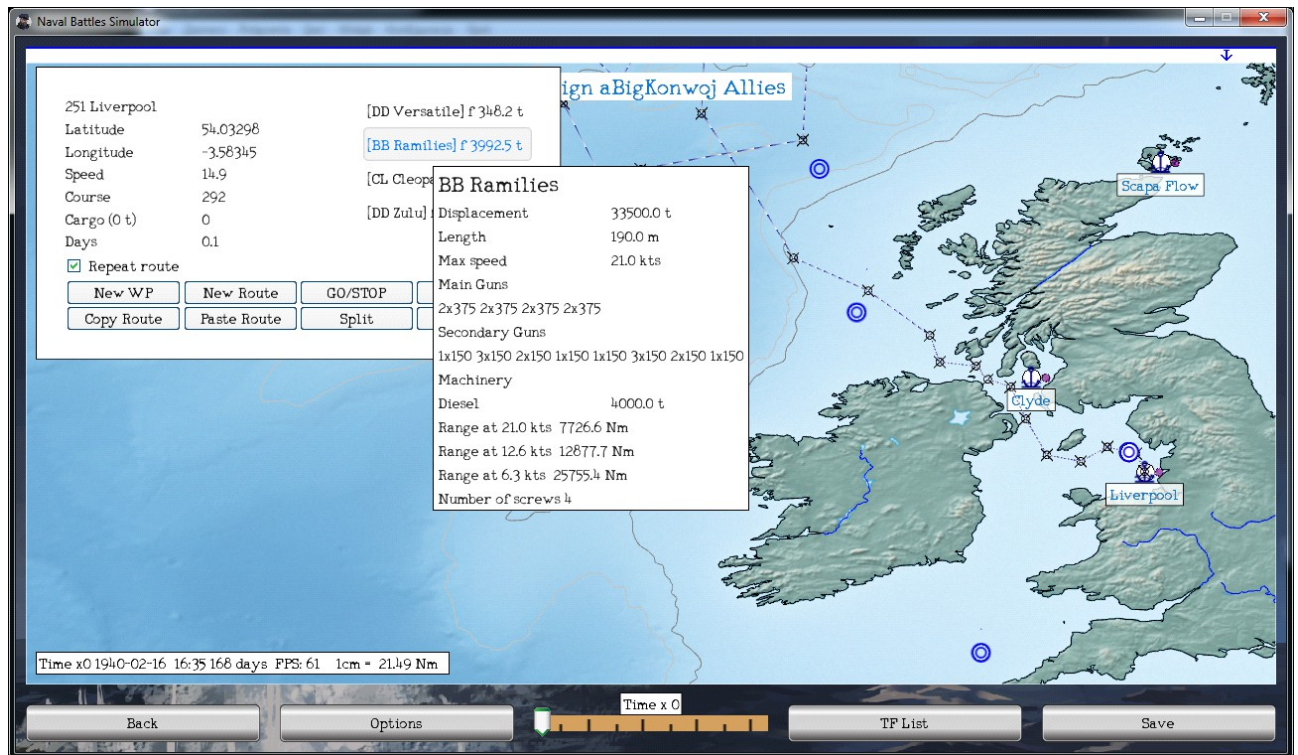 Naval Battles Simulator
ign aBigKonwoj Allies
251 Liverpool
Latitude 54.03298
Longitude -3.58345
Speed 14.9
Course 292
Cargo (0 t) 0
Days 0.1
Repeat route
New WP New Route GO/STOP
Copy Route Paste Route Split
[DD Versatile] f 348.2 t
[BB Ramilies] f 3992.5 t
[CL Cleopa
[DD Zulu]
BB Ramilies
Displacement 33500.0 t
Length 190.0 m
Max speed 21.0 kts
Main Guns
2x375 2x375 2x375 2x375
Secondary Guns
1x150 3x150 2x150 1x150 1x150 3x150 2x150 1x150
Machinery
Diesel 4000.0 t
Range at 21.0 kts 7726.6 Nm
Range at 12.6 kts 12877.7 Nm
Range at 6.3 kts 25755.4 Nm
Number of screws 4
Scapa Flow
Clyde
Liverpool
Time x0 1940-02-16 16:35 168 days FPS: 61 1cm = 21.49 Nm
Time x 0
Back Options TF List Save